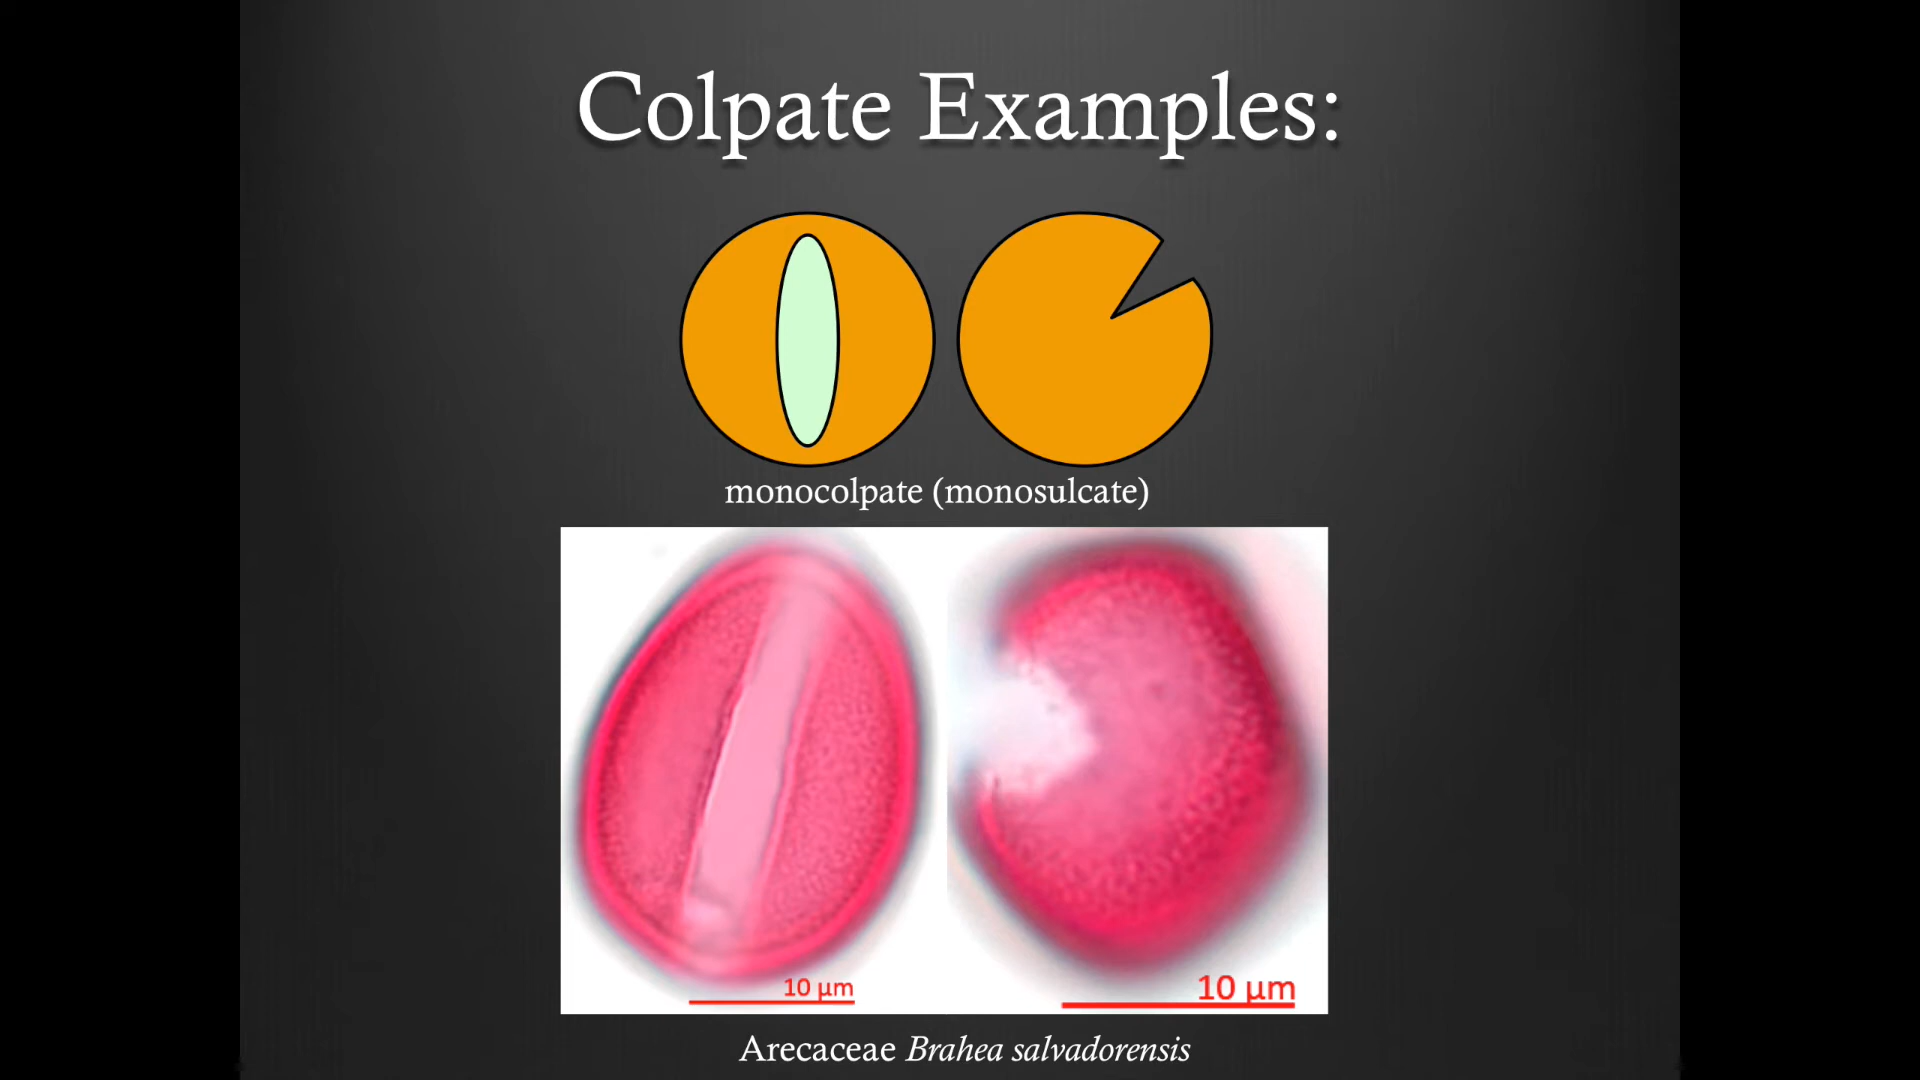 Colpate Examples:
monocolpate (monosulcate)
10 µm
10 µm
Arecaceae Brahea salvadorensis